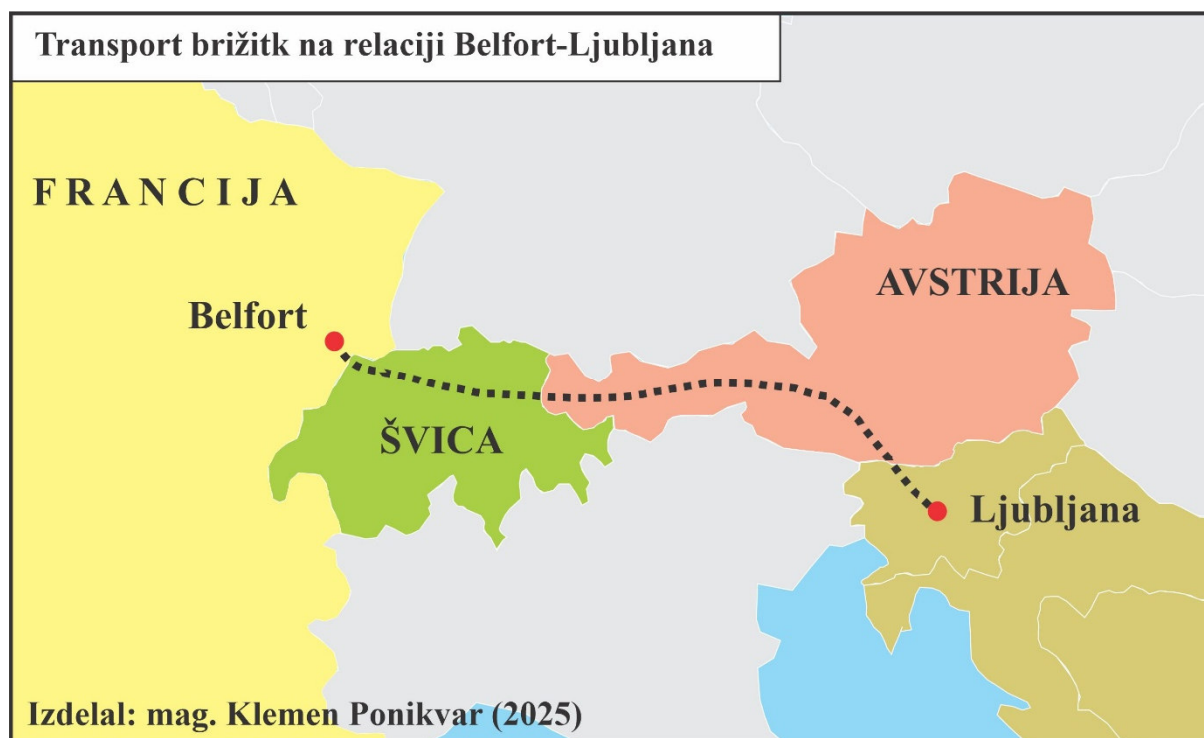 Transport brižitk na relaciji Belfort-Ljubljana
FRANCIJA
AVSTRIJA
Belfort
ŠVICA
Ljubljana
Izdelal: mag. Klemen Ponikvar (2025)